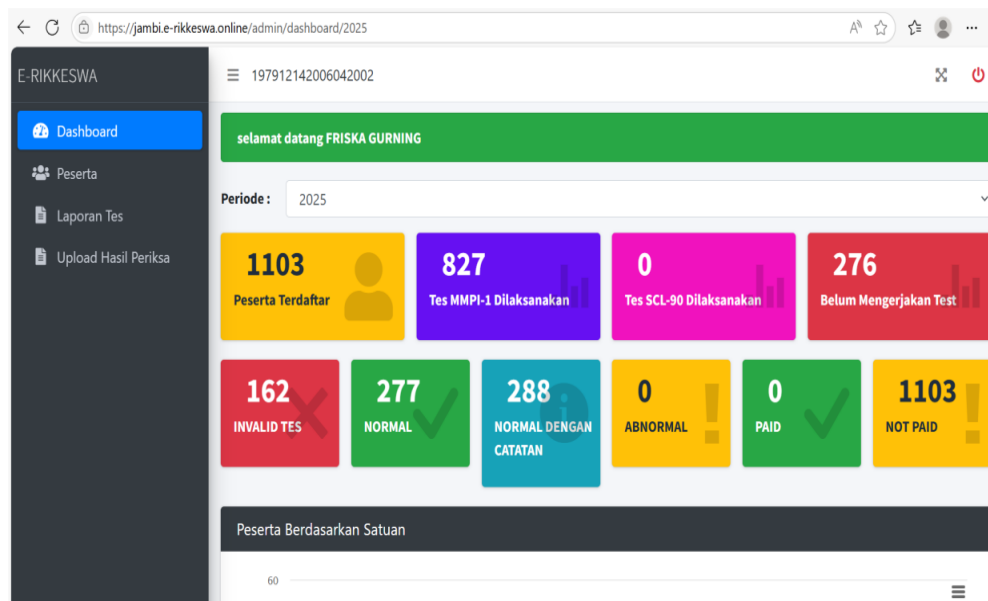 https://jambi.e-rikkeswa.online/admin/dashboard/2025
E-RIKKESWA
197912142006042002
Dashboard
Peserta
Laporan Tes
Upload Hasil Periksa
selamat datang FRISKA GURNING
Periode :
2025
1103
Peserta Terdaftar
827
Tes MMPI-1 Dilaksanakan
0
Tes SCL-90 Dilaksanakan
276
Belum Mengerjakan Test
162
INVALID TES
277
NORMAL
288
NORMAL DENGAN
CATATAN
0
ABNORMAL
0
PAID
1103
NOT PAID
Peserta Berdasarkan Satuan
60